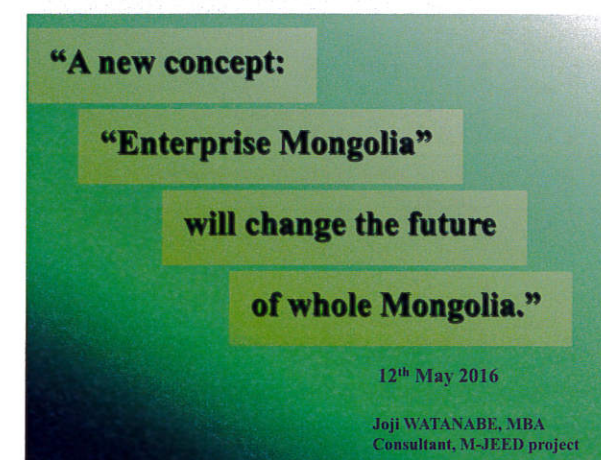 “A new concept:
“Enterprise Mongolia”
will change the future
of whole Mongolia.”
12th May 2016
Joji WATANABE, MBA
Consultant, M-JEED project